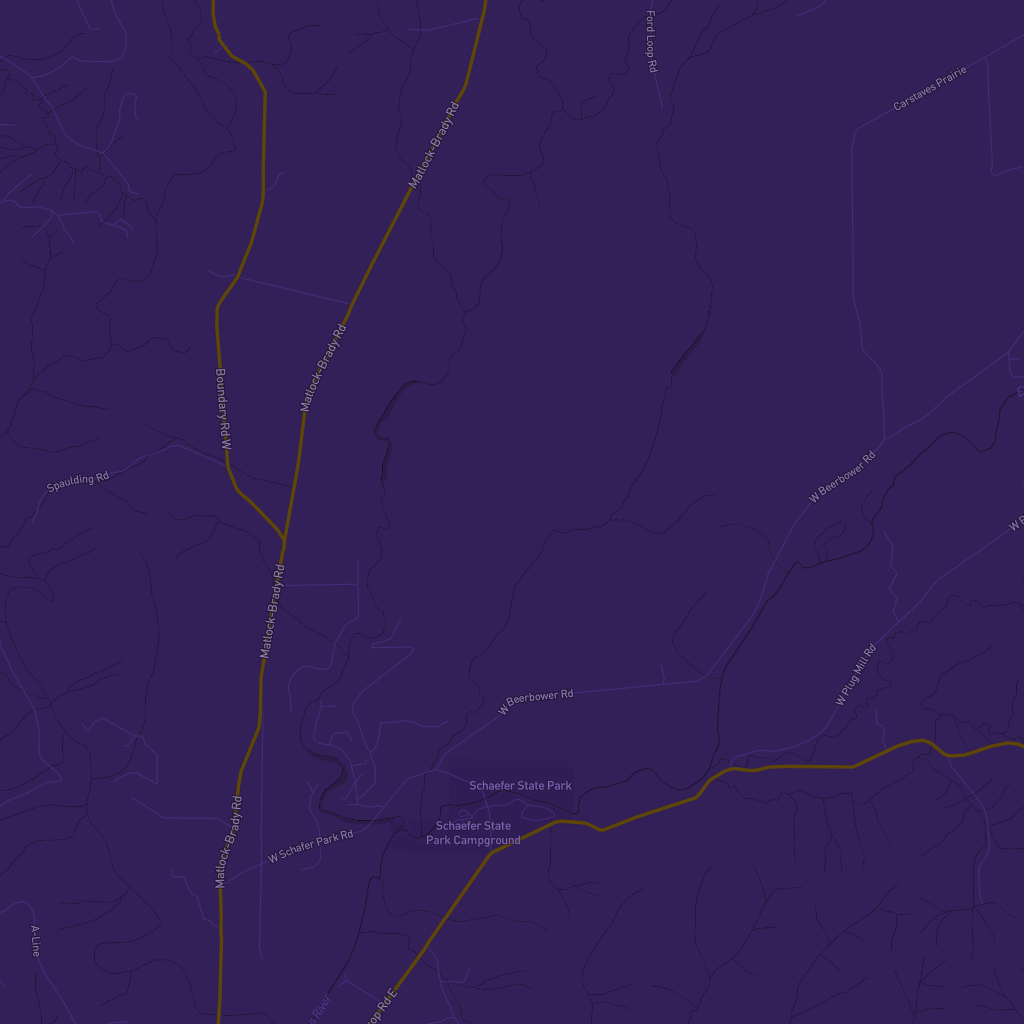 Ford Loop Rd
Carstaves Prairie
Matlock-Brady Rd
Matlock-Brady Rd
Boundary Rd W
W Beerbower Rd
Spaulding Rd
Matlock-Brady Rd
W Plug Mill Rd
W Beerbower Rd
Schaefer State Park
Matlock-Brady Rd
Schaefer State
Park Campground
W Schafer Park Rd
A-Line
River
Rd E